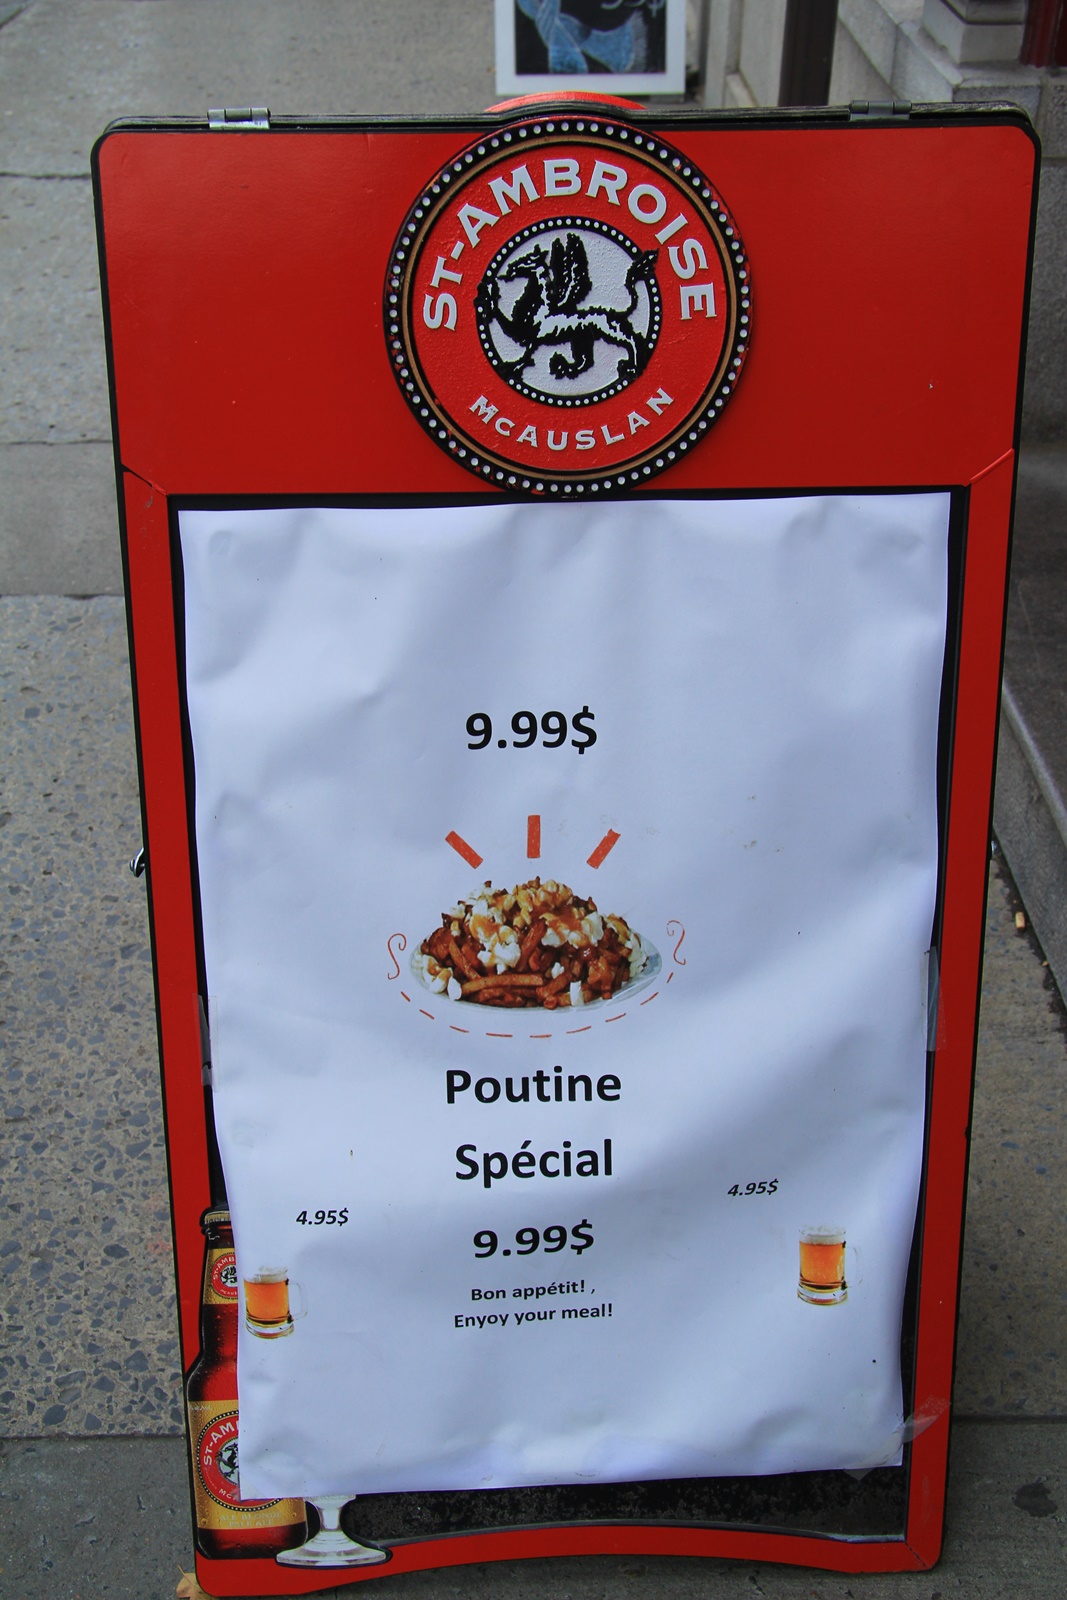 ST-AMBROISE
McAUSLAN
9.99$
Poutine
Spécial
4.95$
4.95$
9.99$
Bon appétit! ,
Enyoy your meal!